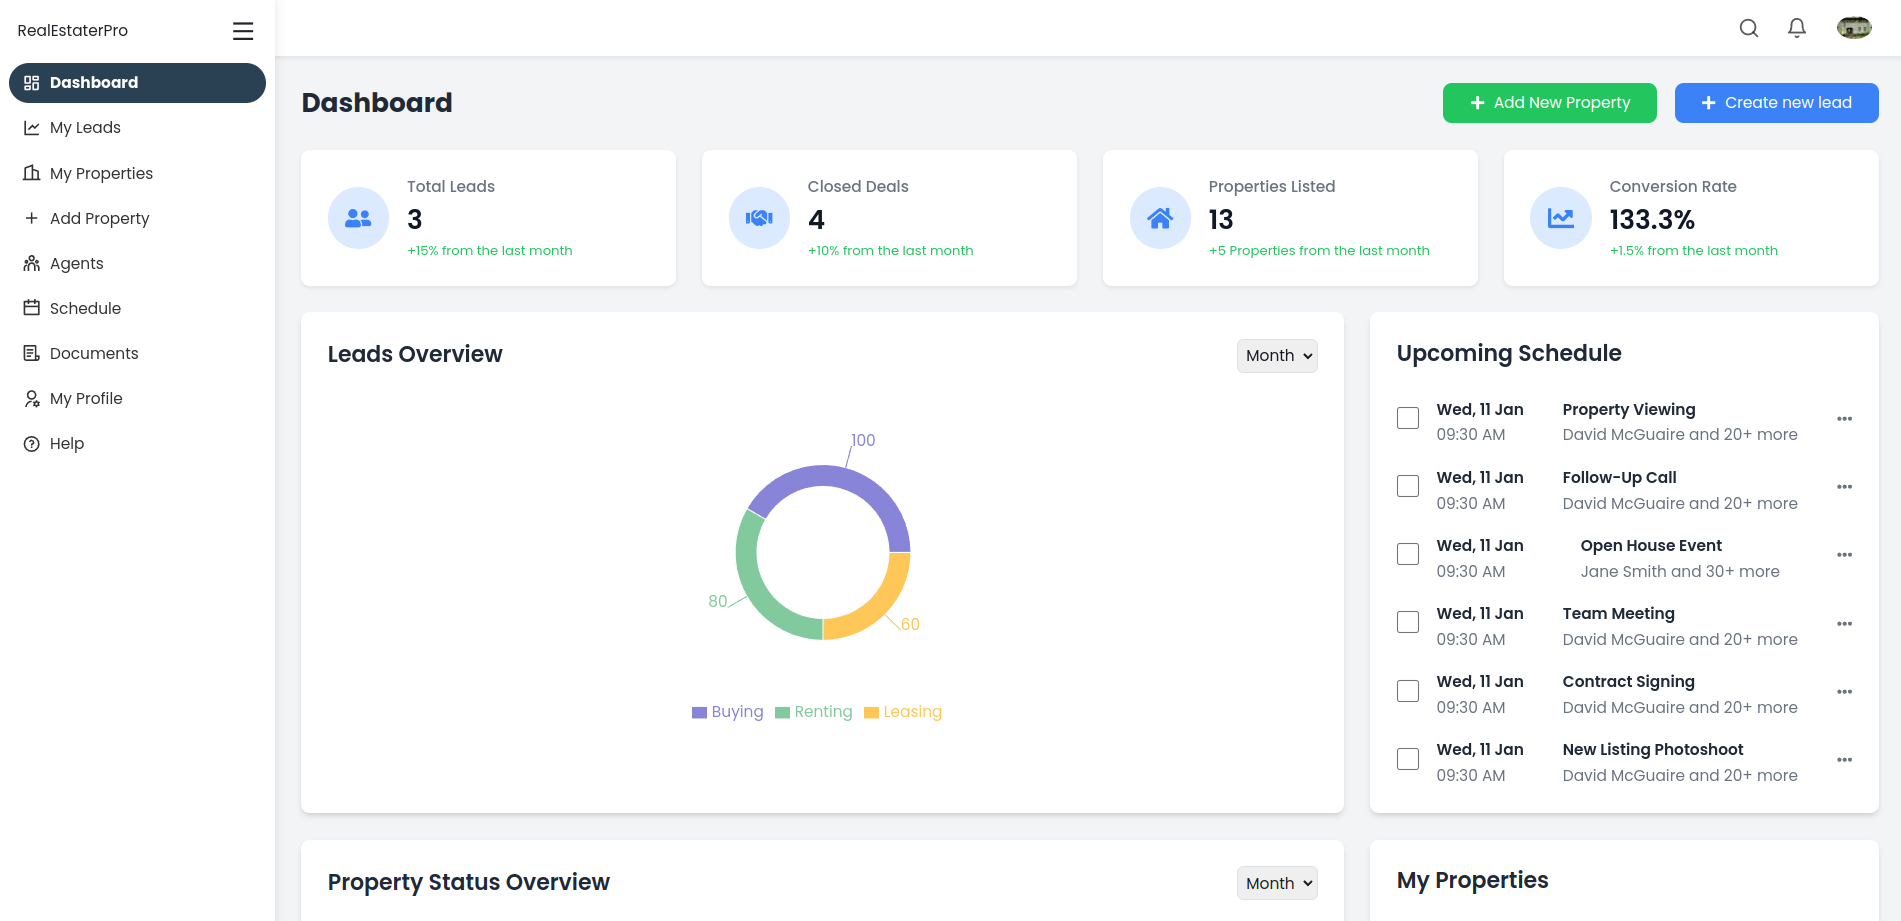 RealEstaterPro
Dashboard
My Leads
My Properties
Add Property
Agents
Schedule
Documents
My Profile
Help
Dashboard
Add New Property
Create new lead
Total Leads
3
+15% from the last month
Closed Deals
4
+10% from the last month
Properties Listed
13
+5 Properties from the last month
Conversion Rate
133.3%
+1.5% from the last month
Leads Overview
Month
100
80
60
Buying
Renting
Leasing
Upcoming Schedule
Wed, 11 Jan
09:30 AM
Property Viewing
David McGuaire and 20+ more
Wed, 11 Jan
09:30 AM
Follow-Up Call
David McGuaire and 20+ more
Wed, 11 Jan
09:30 AM
Open House Event
Jane Smith and 30+ more
Wed, 11 Jan
09:30 AM
Team Meeting
David McGuaire and 20+ more
Wed, 11 Jan
09:30 AM
Contract Signing
David McGuaire and 20+ more
Wed, 11 Jan
09:30 AM
New Listing Photoshoot
David McGuaire and 20+ more
Property Status Overview
Month
My Properties